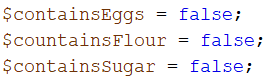 $containsEggs = false;
$countainsFlour = false;
$containsSugar = false;